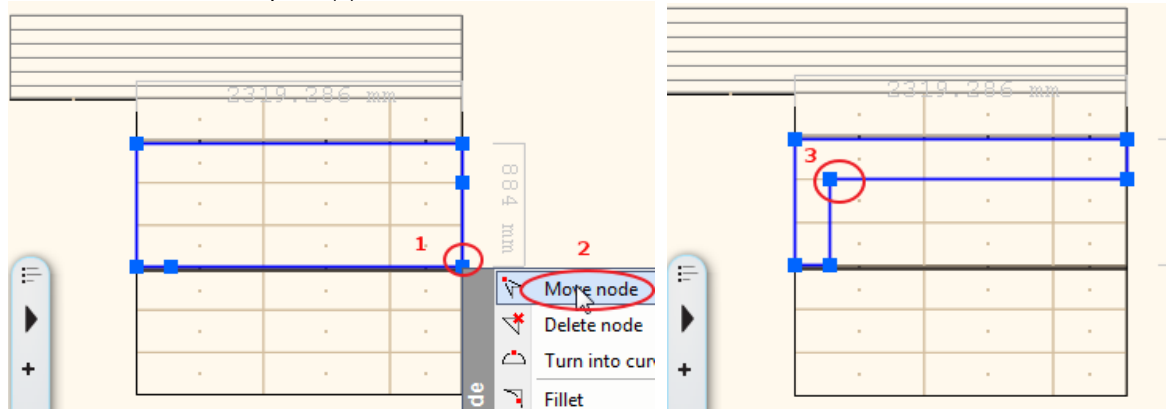 2319.286 mm
884 mm
1
2
Move node
Delete node
Turn into cur
Fillet
de
2319.286 mm
3